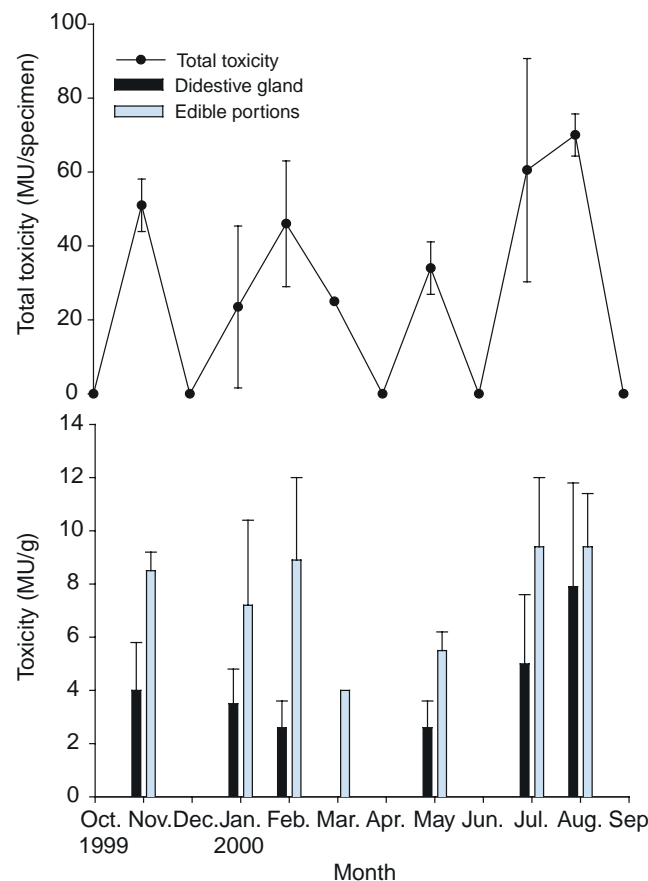 100
80
60
40
20
0
Total toxicity (MU/specimen)
Total toxicity
Didestive gland
Edible portions
14
12
10
8
6
4
2
0
Toxicity (MU/g)
Oct. Nov. Dec. Jan. Feb. Mar. Apr. May Jun. Jul. Aug. Sep
1999 2000
Month